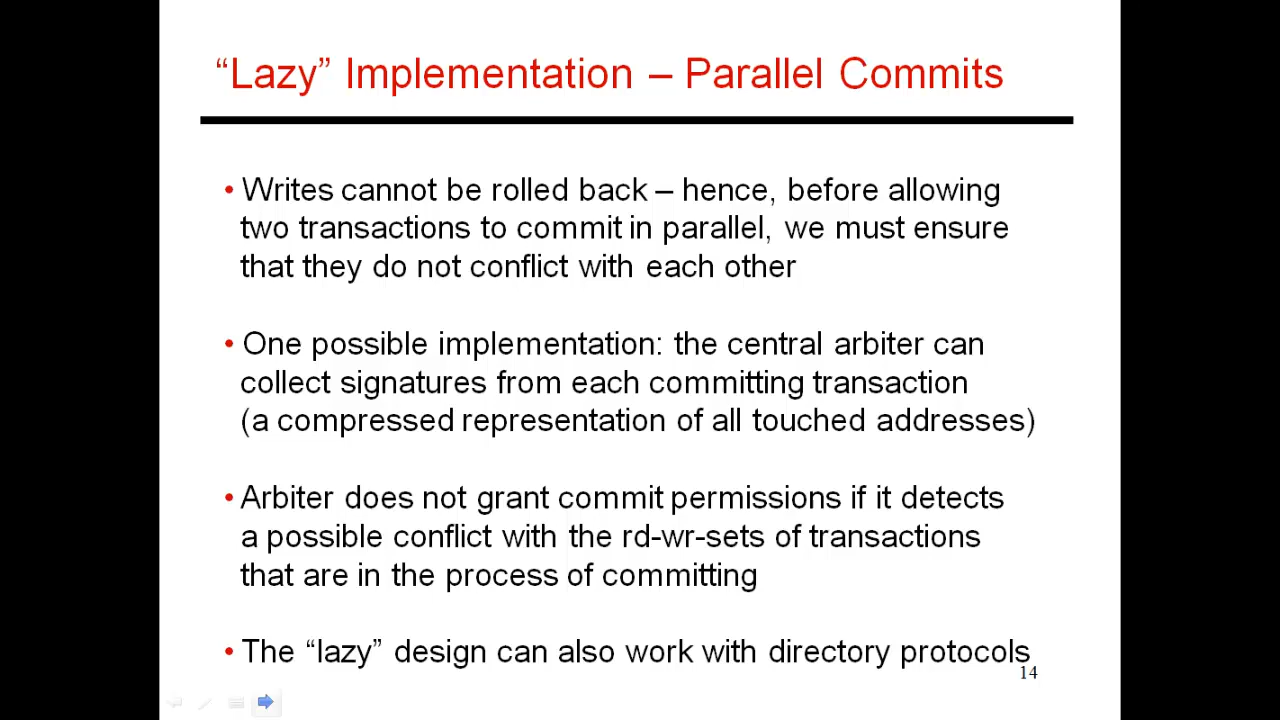 “Lazy” Implementation – Parallel Commits
• Writes cannot be rolled back – hence, before allowing
two transactions to commit in parallel, we must ensure
that they do not conflict with each other
• One possible implementation: the central arbiter can
collect signatures from each committing transaction
(a compressed representation of all touched addresses)
• Arbiter does not grant commit permissions if it detects
a possible conflict with the rd-wr-sets of transactions
that are in the process of committing
• The “lazy” design can also work with directory protocols
14